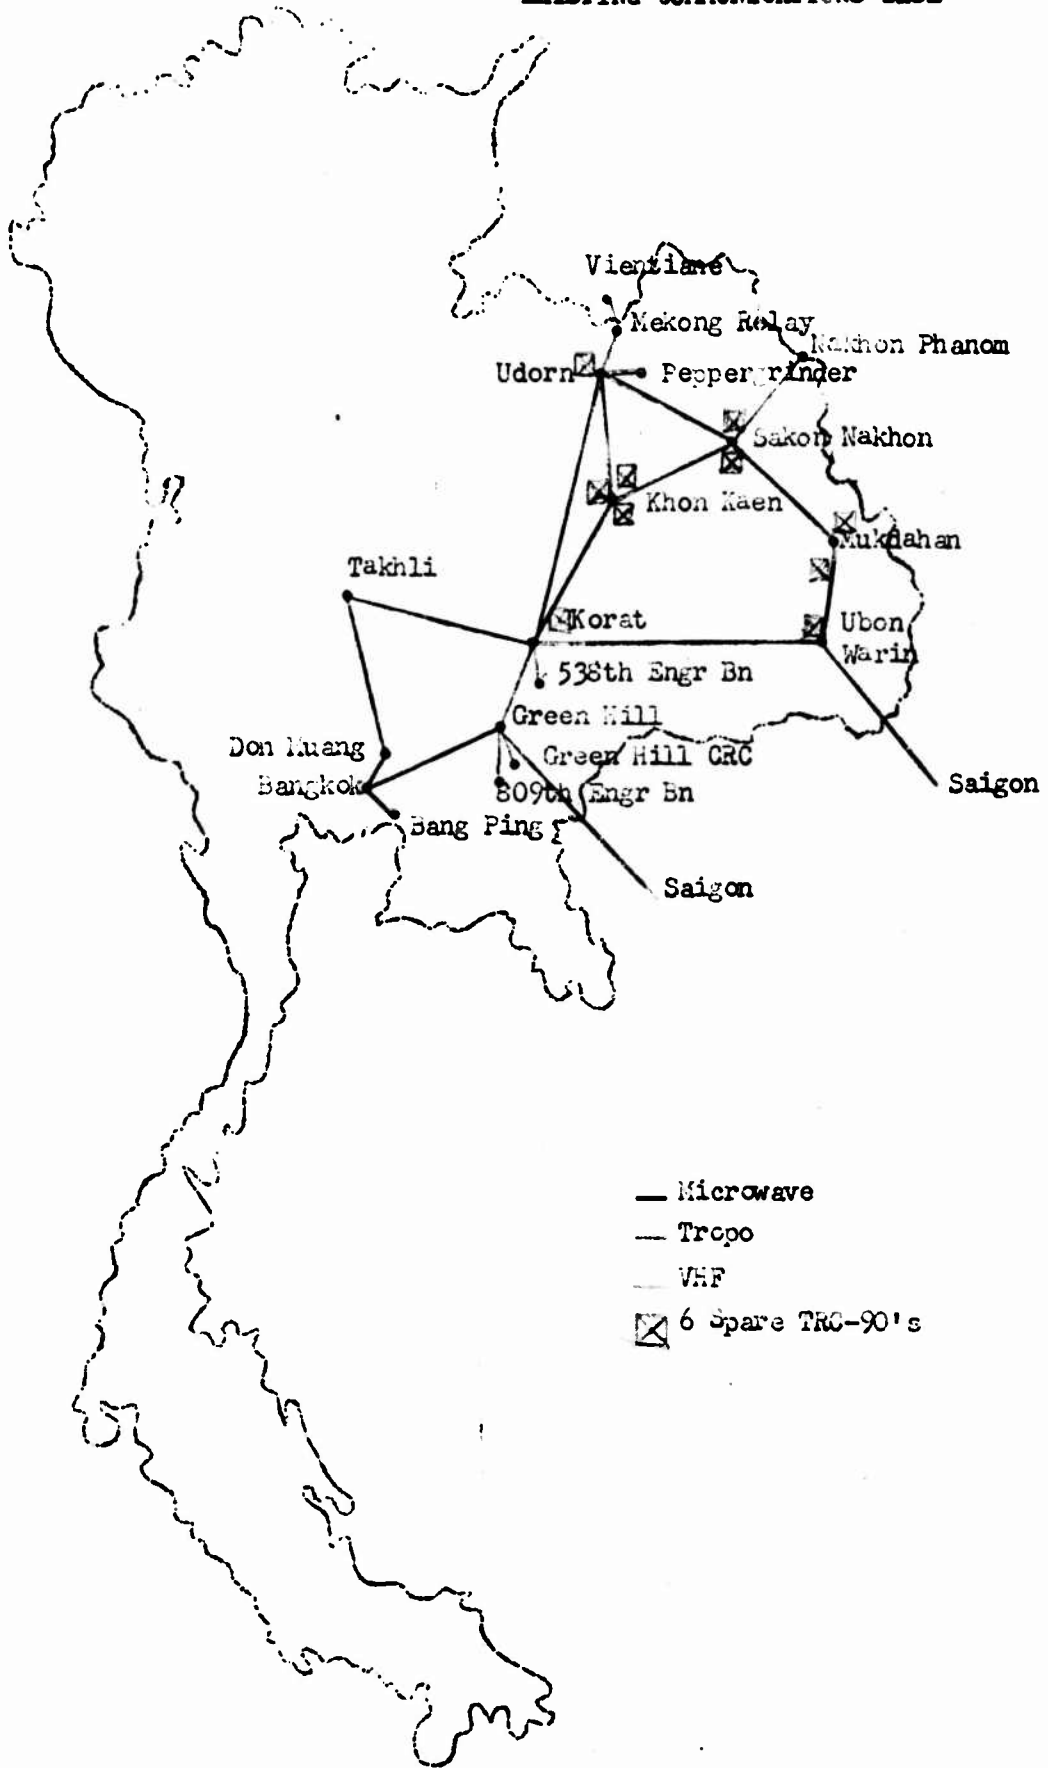 Vientiane
Mekong Relay
Nakhon Phanom
Udorn
Peppergrinder
Sakon Nakhon
Khon Kaen
Mukdahan
Takhli
Korat
Ubon
Warin
538th Engr Bn
Green Hill
Don Muang
Green Hill CRC
Bangkok
809th Engr Bn
Saigon
Bang Ping
Saigon
Microwave
Tropo
VHF
6 Spare TRC-90's